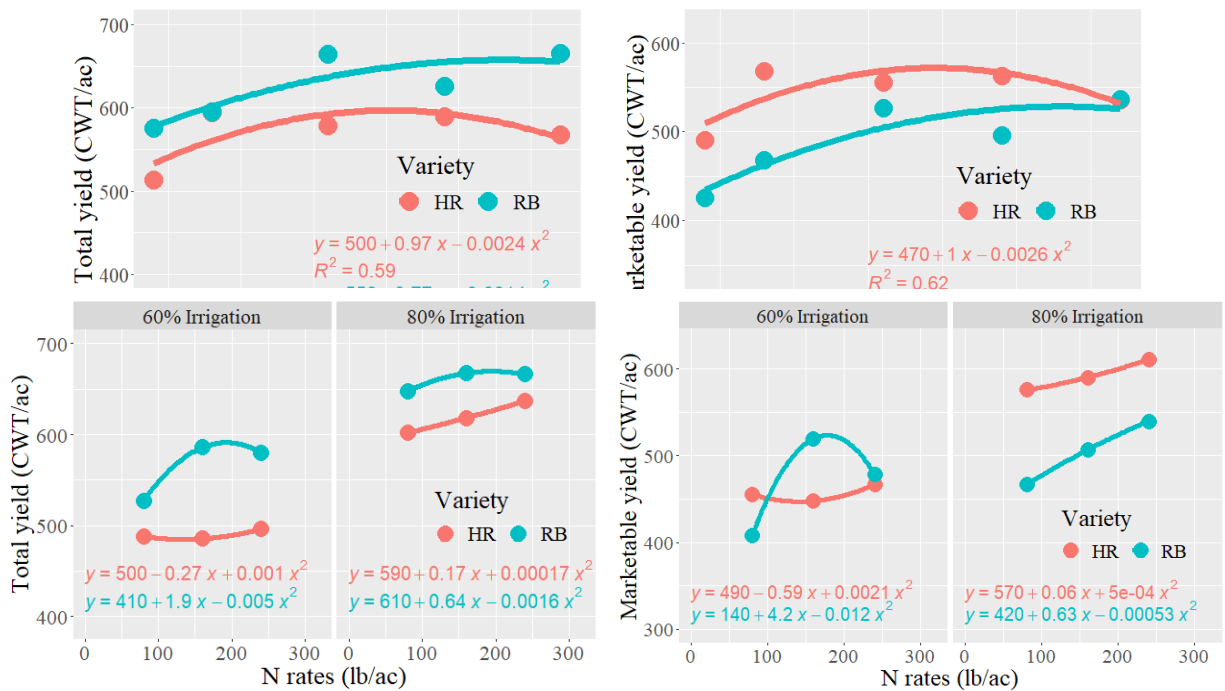 700
600
500
400
Total yield (CWT/ac)
Variety
HR RB
y = 500 + 0.97 x − 0.0024 x²
R² = 0.59
600
500
400
Marketable yield (CWT/ac)
Variety
HR RB
y = 470 + 1 x − 0.0026 x²
R² = 0.62
60% Irrigation 80% Irrigation
700
600
500
400
Total yield (CWT/ac)
Variety
HR RB
y = 500 − 0.27 x + 0.001 x² y = 590 + 0.17 x + 0.00017 x²
y = 410 + 1.9 x − 0.005 x² y = 610 + 0.64 x − 0.0016 x²
0 100 200 300 0 100 200 300
N rates (lb/ac)
60% Irrigation 80% Irrigation
600
500
400
300
Marketable yield (CWT/ac)
Variety
HR RB
y = 490 − 0.59 x + 0.0021 x² y = 570 + 0.06 x + 5e-04 x²
y = 140 + 4.2 x − 0.012 x² y = 420 + 0.63 x − 0.00053 x²
0 100 200 300 0 100 200 300
N rates (lb/ac)